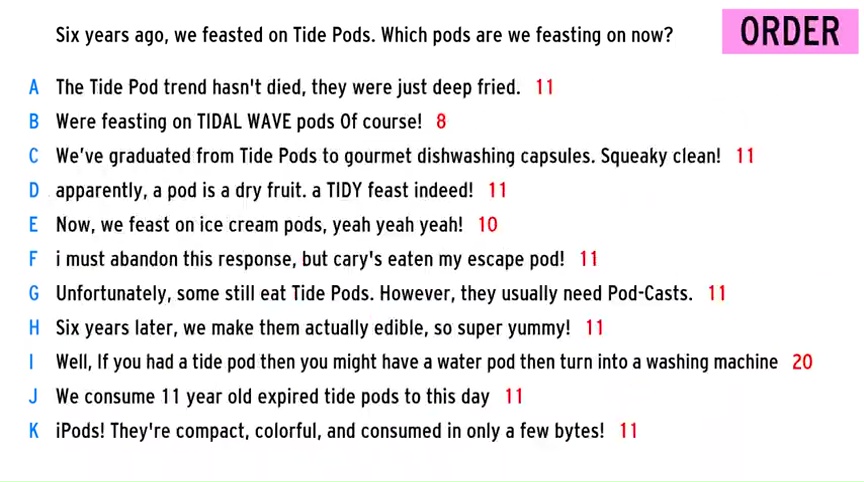 Six years ago, we feasted on Tide Pods. Which pods are we feasting on now?
ORDER
A The Tide Pod trend hasn't died, they were just deep fried. 11
B Were feasting on TIDAL WAVE pods Of course! 8
C We've graduated from Tide Pods to gourmet dishwashing capsules. Squeaky clean! 11
D apparently, a pod is a dry fruit. a TIDY feast indeed! 11
E Now, we feast on ice cream pods, yeah yeah yeah! 10
F i must abandon this response, but cary's eaten my escape pod! 11
G Unfortunately, some still eat Tide Pods. However, they usually need Pod-Casts. 11
H Six years later, we make them actually edible, so super yummy! 11
I Well, If you had a tide pod then you might have a water pod then turn into a washing machine 20
J We consume 11 year old expired tide pods to this day 11
K iPods! They're compact, colorful, and consumed in only a few bytes! 11